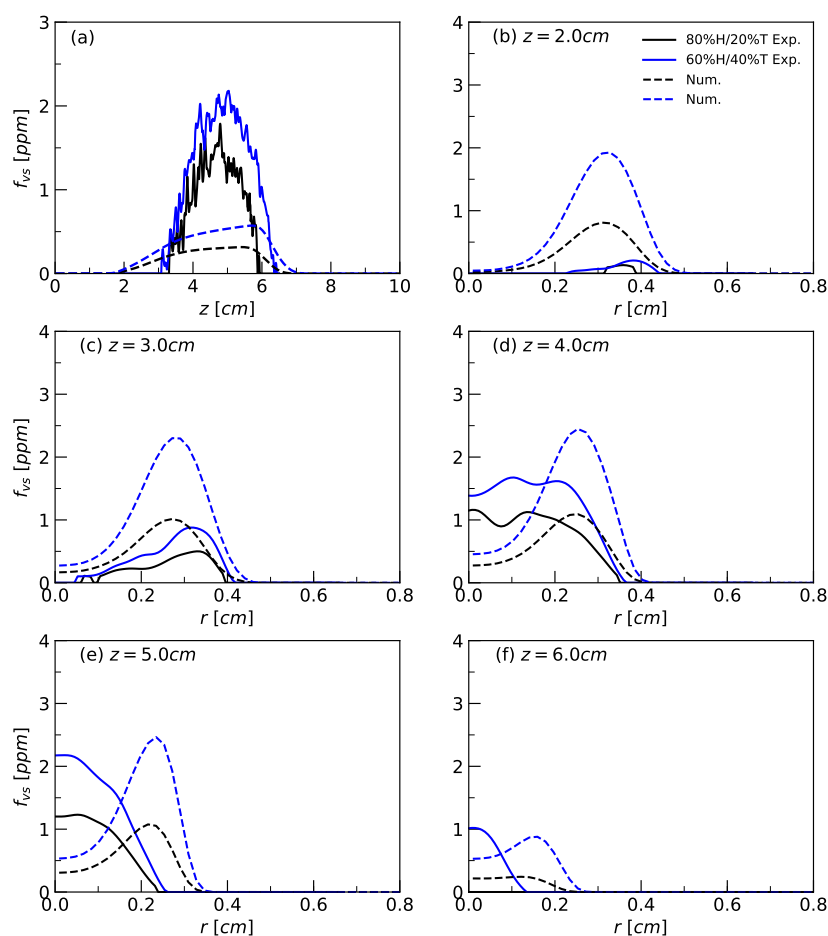 (a)
3
2
1
0
f_vs [ppm]
0 2 4 6 8 10
z [cm]
(b) z = 2.0cm
80%H/20%T Exp.
60%H/40%T Exp.
Num.
Num.
4
3
2
1
0
0.0 0.2 0.4 0.6 0.8
r [cm]
(c) z = 3.0cm
4
3
2
1
0
f_vs [ppm]
0.0 0.2 0.4 0.6 0.8
r [cm]
(d) z = 4.0cm
4
3
2
1
0
0.0 0.2 0.4 0.6 0.8
r [cm]
(e) z = 5.0cm
4
3
2
1
0
f_vs [ppm]
0.0 0.2 0.4 0.6 0.8
r [cm]
(f) z = 6.0cm
4
3
2
1
0
0.0 0.2 0.4 0.6 0.8
r [cm]